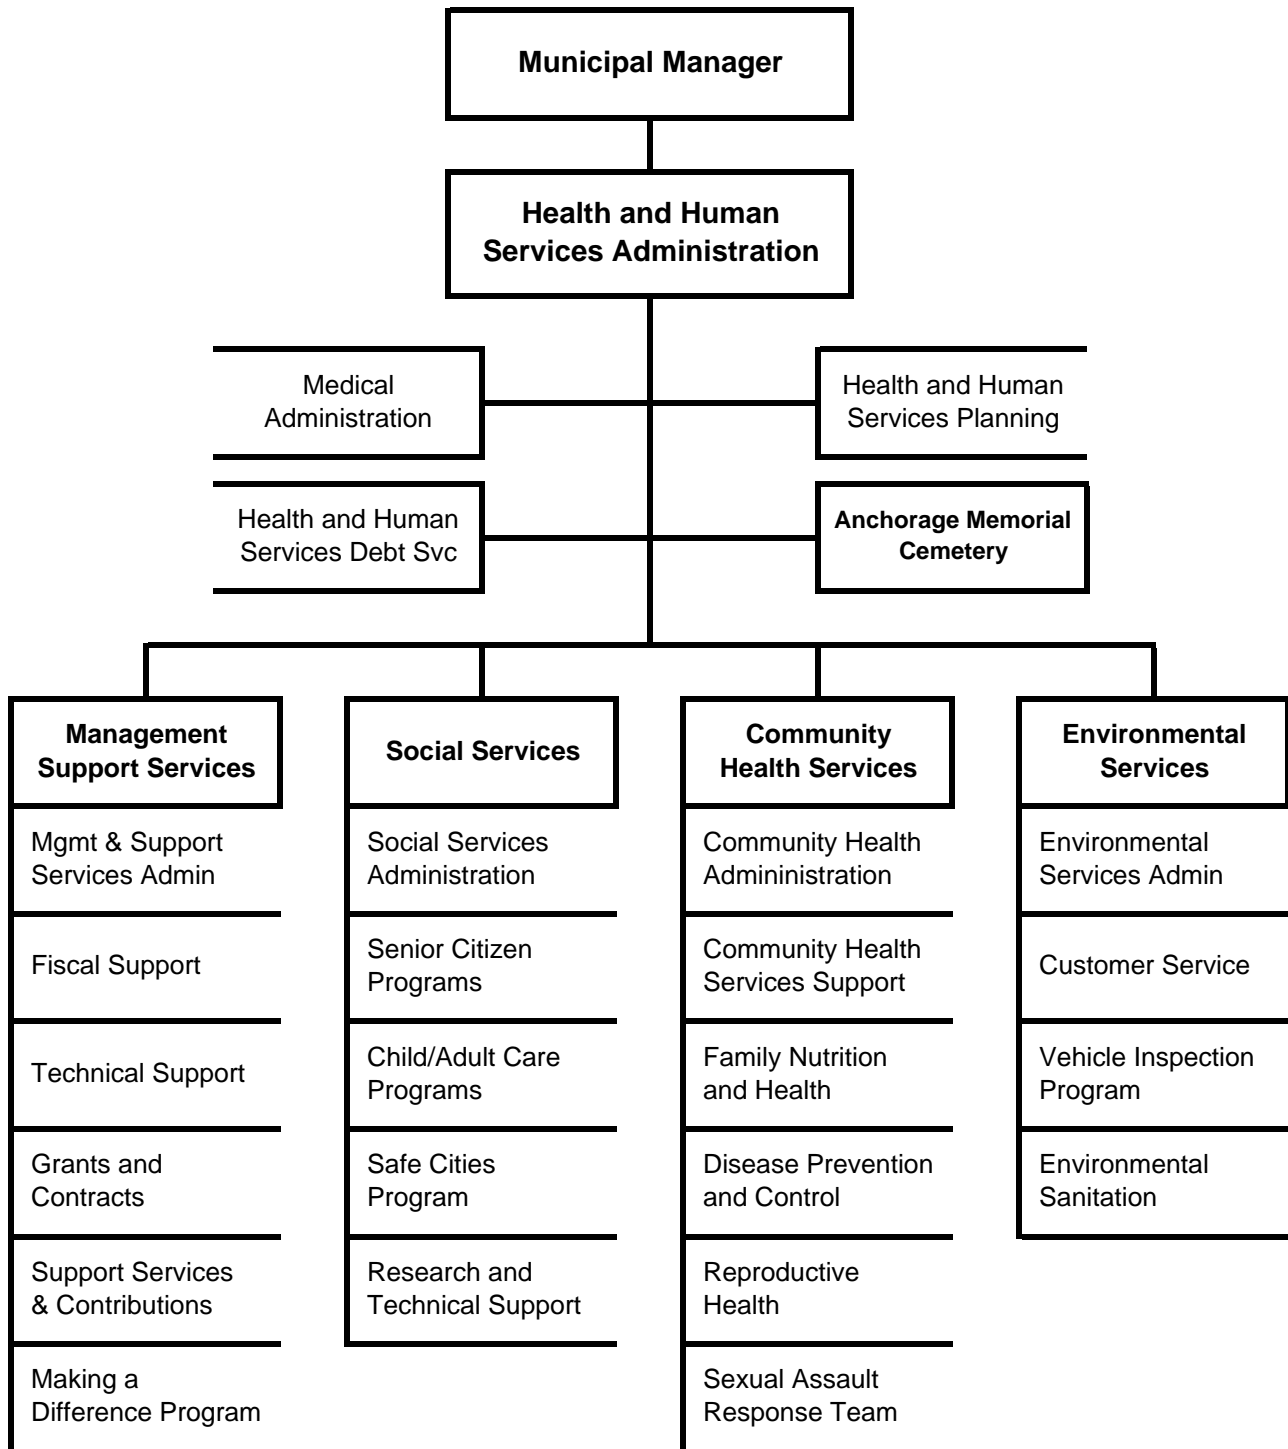 Municipal Manager
Health and Human
Services Administration
Medical
Administration
Health and Human
Services Planning
Health and Human
Services Debt Svc
Anchorage Memorial
Cemetery
Management
Support Services
Mgmt & Support
Services Admin
Fiscal Support
Technical Support
Grants and
Contracts
Support Services
& Contributions
Making a
Difference Program
Social Services
Social Services
Administration
Senior Citizen
Programs
Child/Adult Care
Programs
Safe Cities
Program
Research and
Technical Support
Community
Health Services
Community Health
Admininistration
Community Health
Services Support
Family Nutrition
and Health
Disease Prevention
and Control
Reproductive
Health
Sexual Assault
Response Team
Environmental
Services
Environmental
Services Admin
Customer Service
Vehicle Inspection
Program
Environmental
Sanitation